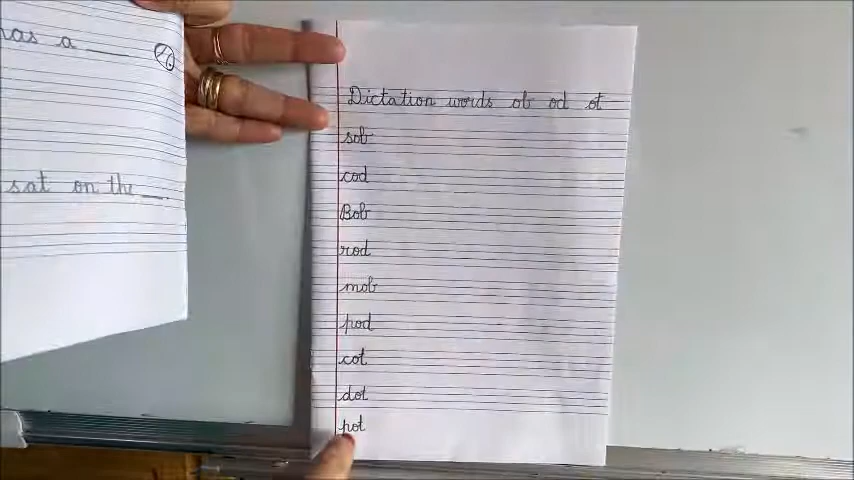 has a
sat on the
Dictation words ob od ot
sob
cod
Bob
rod
mob
pod
cot
dot
pot